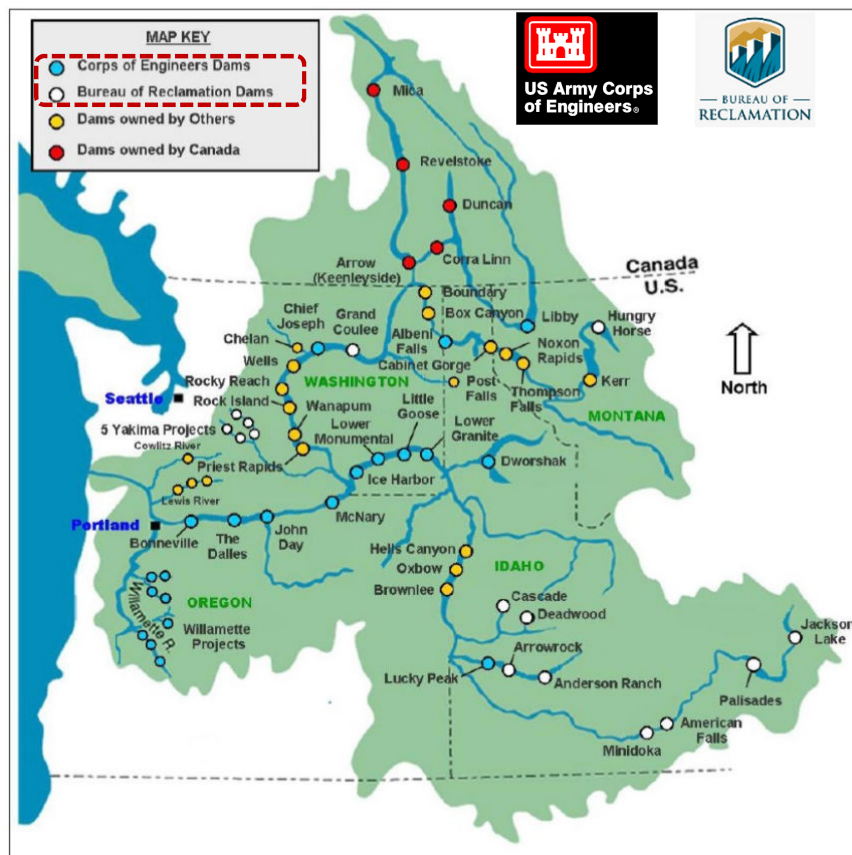 MAP KEY
Corps of Engineers Dams
Bureau of Reclamation Dams
Dams owned by Others
Dams owned by Canada
US Army Corps
of Engineers®
BUREAU OF
RECLAMATION
Mica
Revelstoke
Duncan
Corra Linn
Arrow
(Keenleyside)
Canada
U.S.
Boundary
Box Canyon
Chief
Joseph
Grand
Coulee
Libby
Hungry
Horse
Chelan
Albeni
Falls
Noxon
Rapids
Wells
Cabinet Gorge
Kerr
Rocky Reach
WASHINGTON
Post
Falls
Thompson
Falls
North
Seattle
Rock Island
Wanapum
Little
Goose
MONTANA
5 Yakima Projects
Lower
Monumental
Lower
Granite
Cowlitz River
Priest Rapids
Ice Harbor
Dworshak
Lewis River
Portland
Bonneville
The
Dalles
John
Day
McNary
Hells Canyon
Oxbow
IDAHO
Brownlee
Cascade
Deadwood
OREGON
Willamette R.
Willamette
Projects
Jackson
Lake
Arrowrock
Lucky Peak
Anderson Ranch
Palisades
American
Falls
Minidoka